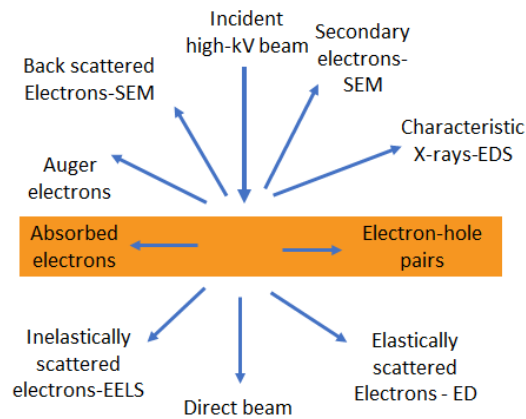 Incident
high-kV beam
Secondary
electrons-
SEM
Back scattered
Electrons-SEM
Characteristic
X-rays-EDS
Auger
electrons
Absorbed
electrons
Electron-hole
pairs
Inelastically
scattered
electrons-EELS
Direct beam
Elastically
scattered
Electrons - ED